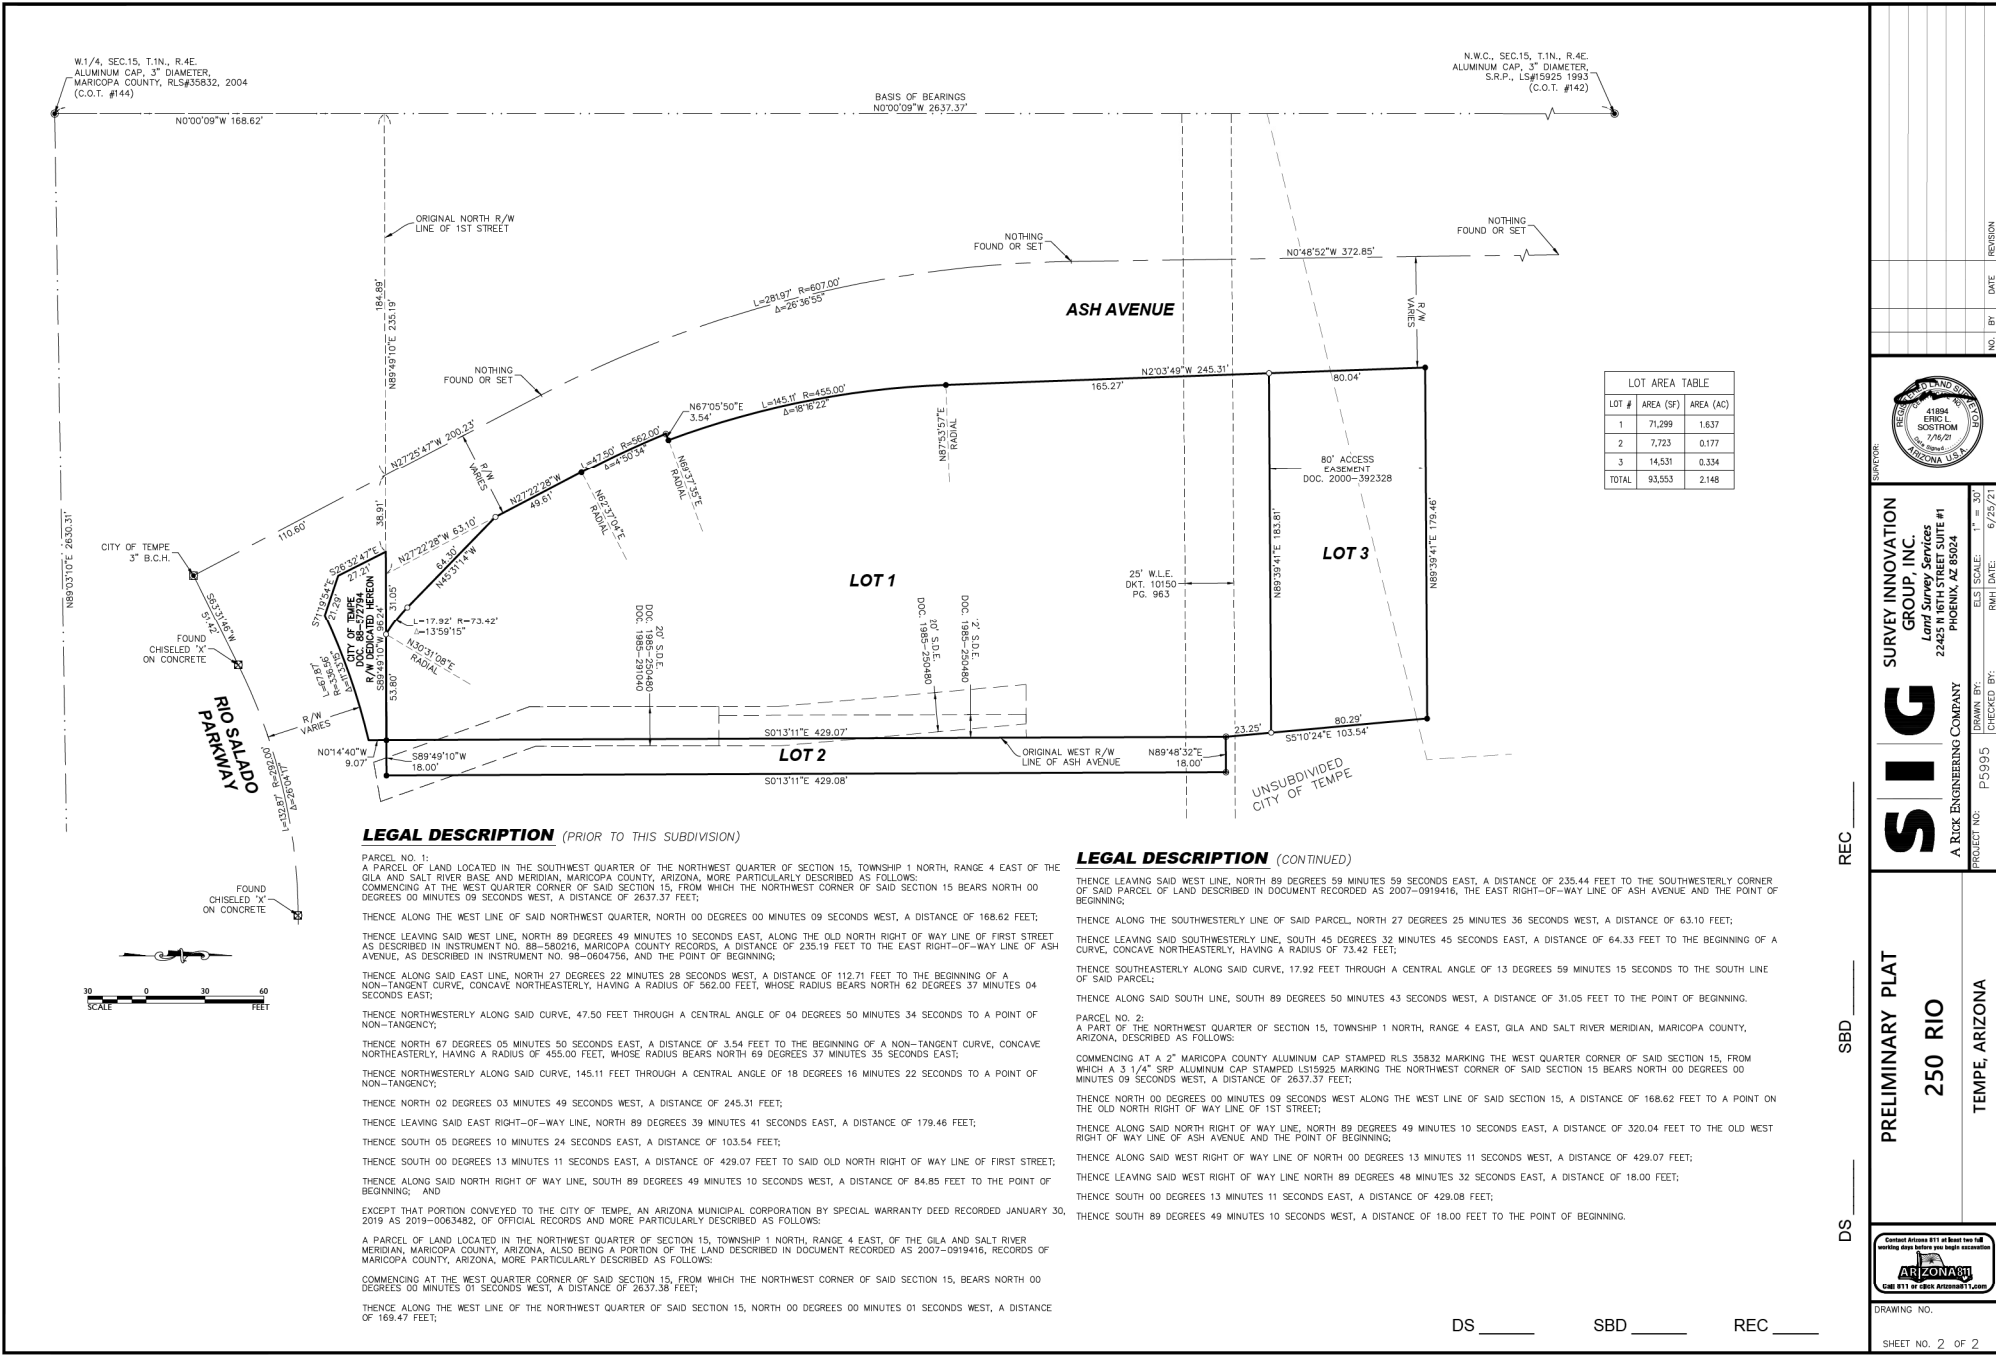 W.1/4, SEC.15, T.1N., R.4E.
ALUMINUM CAP, 3" DIAMETER,
MARICOPA COUNTY, RLS#35832, 2004
(C.O.T. #144)
N.W.C., SEC.15, T.1N., R.4E.
ALUMINUM CAP, 3" DIAMETER,
S.R.P., LS#15925 1993
(C.O.T. #142)
BASIS OF BEARINGS
N0°00'09"W 2637.37'
N0°00'09"W 168.62'
ORIGINAL NORTH R/W
LINE OF 1ST STREET
NOTHING
FOUND OR SET
NOTHING
FOUND OR SET
N0°48'52"W 372.85'
184.89'
N89°49'10"E 235.19'
L=281.97' R=607.00'
Δ=26°36'55"
ASH AVENUE
R/W
VARIES
NOTHING
FOUND OR SET
N2°03'49"W 245.31'
165.27'
80.04'
N67°05'50"E
3.54'
L=145.11' R=455.00'
Δ=18°16'22"
N87°53'57"E
RADIAL
N27°25'47"W 200.23'
R/W
VARIES
L=47.50' R=562.00'
Δ=4°50'34"
N69°37'35"E
RADIAL
N27°22'28"W
49.61'
N62°37'04"E
RADIAL
80' ACCESS
EASEMENT
DOC. 2000-392328
LOT AREA TABLE
LOT # AREA (SF) AREA (AC)
1 71,299 1.637
2 7,723 0.177
3 14,531 0.334
TOTAL 93,553 2.148
N89°03'10"E 2630.31'
110.60'
38.91'
N27°22'28"W 63.10'
64.30'
N45°31'14"W
CITY OF TEMPE
3" B.C.H.
S26°32'47"E
27.21'
S71°19'54"E
21.29'
CITY OF TEMPE
DOC. 88-572794
R/W DEDICATED HEREON
S89°49'10"W 96.24'
31.05'
L=17.92' R=73.42'
Δ=13°59'15"
N30°31'08"E
RADIAL
LOT 1
N89°39'41"E 183.81'
LOT 3
N89°39'41"E 179.46'
25' W.L.E.
DKT. 10150
PG. 963
S63°31'46"W
51.42'
FOUND
CHISELED 'X'
ON CONCRETE
L=67.87'
R=336.56'
Δ=11°33'15"
53.80'
20' S.D.E.
DOC. 1985-250480
DOC. 1985-291040
20' S.D.E.
DOC. 1985-250480
12' S.D.E.
DOC. 1985-250480
RIO SALADO
PARKWAY
R/W
VARIES
N0°14'40"W
9.07'
S89°49'10"W
18.00'
S0°13'11"E 429.07'
LOT 2
S0°13'11"E 429.08'
ORIGINAL WEST R/W
LINE OF ASH AVENUE
N89°48'32"E
18.00'
23.25'
80.29'
S5°10'24"E 103.54'
UNSUBDIVIDED
CITY OF TEMPE
L=132.87' R=292.00'
Δ=26°04'17"
FOUND
CHISELED 'X'
ON CONCRETE
30 0 30 60
SCALE FEET
LEGAL DESCRIPTION (PRIOR TO THIS SUBDIVISION)
PARCEL NO. 1:
A PARCEL OF LAND LOCATED IN THE SOUTHWEST QUARTER OF THE NORTHWEST QUARTER OF SECTION 15, TOWNSHIP 1 NORTH, RANGE 4 EAST OF THE
GILA AND SALT RIVER BASE AND MERIDIAN, MARICOPA COUNTY, ARIZONA, MORE PARTICULARLY DESCRIBED AS FOLLOWS:
COMMENCING AT THE WEST QUARTER CORNER OF SAID SECTION 15, FROM WHICH THE NORTHWEST CORNER OF SAID SECTION 15 BEARS NORTH 00
DEGREES 00 MINUTES 09 SECONDS WEST, A DISTANCE OF 2637.37 FEET;
THENCE ALONG THE WEST LINE OF SAID NORTHWEST QUARTER, NORTH 00 DEGREES 00 MINUTES 09 SECONDS WEST, A DISTANCE OF 168.62 FEET;
THENCE LEAVING SAID WEST LINE, NORTH 89 DEGREES 49 MINUTES 10 SECONDS EAST, ALONG THE OLD NORTH RIGHT OF WAY LINE OF FIRST STREET
AS DESCRIBED IN INSTRUMENT NO. 88-580216, MARICOPA COUNTY RECORDS, A DISTANCE OF 235.19 FEET TO THE EAST RIGHT-OF-WAY LINE OF ASH
AVENUE, AS DESCRIBED IN INSTRUMENT NO. 98-0604756, AND THE POINT OF BEGINNING;
THENCE ALONG SAID EAST LINE, NORTH 27 DEGREES 22 MINUTES 28 SECONDS WEST, A DISTANCE OF 112.71 FEET TO THE BEGINNING OF A
NON-TANGENT CURVE, CONCAVE NORTHEASTERLY, HAVING A RADIUS OF 562.00 FEET, WHOSE RADIUS BEARS NORTH 62 DEGREES 37 MINUTES 04
SECONDS EAST;
THENCE NORTHWESTERLY ALONG SAID CURVE, 47.50 FEET THROUGH A CENTRAL ANGLE OF 04 DEGREES 50 MINUTES 34 SECONDS TO A POINT OF
NON-TANGENCY;
THENCE NORTH 67 DEGREES 05 MINUTES 50 SECONDS EAST, A DISTANCE OF 3.54 FEET TO THE BEGINNING OF A NON-TANGENT CURVE, CONCAVE
NORTHEASTERLY, HAVING A RADIUS OF 455.00 FEET, WHOSE RADIUS BEARS NORTH 69 DEGREES 37 MINUTES 35 SECONDS EAST;
THENCE NORTHWESTERLY ALONG SAID CURVE, 145.11 FEET THROUGH A CENTRAL ANGLE OF 18 DEGREES 16 MINUTES 22 SECONDS TO A POINT OF
NON-TANGENCY;
THENCE NORTH 02 DEGREES 03 MINUTES 49 SECONDS WEST, A DISTANCE OF 245.31 FEET;
THENCE LEAVING SAID EAST RIGHT-OF-WAY LINE, NORTH 89 DEGREES 39 MINUTES 41 SECONDS EAST, A DISTANCE OF 179.46 FEET;
THENCE SOUTH 05 DEGREES 10 MINUTES 24 SECONDS EAST, A DISTANCE OF 103.54 FEET;
THENCE SOUTH 00 DEGREES 13 MINUTES 11 SECONDS EAST, A DISTANCE OF 429.07 FEET TO SAID OLD NORTH RIGHT OF WAY LINE OF FIRST STREET;
THENCE ALONG SAID NORTH RIGHT OF WAY LINE, SOUTH 89 DEGREES 49 MINUTES 10 SECONDS WEST, A DISTANCE OF 84.85 FEET TO THE POINT OF
BEGINNING; AND
EXCEPT THAT PORTION CONVEYED TO THE CITY OF TEMPE, AN ARIZONA MUNICIPAL CORPORATION BY SPECIAL WARRANTY DEED RECORDED JANUARY 30,
2019 AS 2019-0063482, OF OFFICIAL RECORDS AND MORE PARTICULARLY DESCRIBED AS FOLLOWS:
A PARCEL OF LAND LOCATED IN THE NORTHWEST QUARTER OF SECTION 15, TOWNSHIP 1 NORTH, RANGE 4 EAST, OF THE GILA AND SALT RIVER
MERIDIAN, MARICOPA COUNTY, ARIZONA, ALSO BEING A PORTION OF THE LAND DESCRIBED IN DOCUMENT RECORDED AS 2007-0919416, RECORDS OF
MARICOPA COUNTY, ARIZONA, MORE PARTICULARLY DESCRIBED AS FOLLOWS:
COMMENCING AT THE WEST QUARTER CORNER OF SAID SECTION 15, FROM WHICH THE NORTHWEST CORNER OF SAID SECTION 15, BEARS NORTH 00
DEGREES 00 MINUTES 01 SECONDS WEST, A DISTANCE OF 2637.38 FEET;
THENCE ALONG THE WEST LINE OF THE NORTHWEST QUARTER OF SAID SECTION 15, NORTH 00 DEGREES 00 MINUTES 01 SECONDS WEST, A DISTANCE
OF 169.47 FEET;
LEGAL DESCRIPTION (CONTINUED)
THENCE LEAVING SAID WEST LINE, NORTH 89 DEGREES 59 MINUTES 59 SECONDS EAST, A DISTANCE OF 235.44 FEET TO THE SOUTHWESTERLY CORNER
OF SAID PARCEL OF LAND DESCRIBED IN DOCUMENT RECORDED AS 2007-0919416, THE EAST RIGHT-OF-WAY LINE OF ASH AVENUE AND THE POINT OF
BEGINNING;
THENCE ALONG THE SOUTHWESTERLY LINE OF SAID PARCEL, NORTH 27 DEGREES 25 MINUTES 36 SECONDS WEST, A DISTANCE OF 63.10 FEET;
THENCE LEAVING SAID SOUTHWESTERLY LINE, SOUTH 45 DEGREES 32 MINUTES 45 SECONDS EAST, A DISTANCE OF 64.33 FEET TO THE BEGINNING OF A
CURVE, CONCAVE NORTHEASTERLY, HAVING A RADIUS OF 73.42 FEET;
THENCE SOUTHEASTERLY ALONG SAID CURVE, 17.92 FEET THROUGH A CENTRAL ANGLE OF 13 DEGREES 59 MINUTES 15 SECONDS TO THE SOUTH LINE
OF SAID PARCEL;
THENCE ALONG SAID SOUTH LINE, SOUTH 89 DEGREES 50 MINUTES 43 SECONDS WEST, A DISTANCE OF 31.05 FEET TO THE POINT OF BEGINNING.
PARCEL NO. 2:
A PART OF THE NORTHWEST QUARTER OF SECTION 15, TOWNSHIP 1 NORTH, RANGE 4 EAST, GILA AND SALT RIVER MERIDIAN, MARICOPA COUNTY,
ARIZONA, DESCRIBED AS FOLLOWS:
COMMENCING AT A 2" MARICOPA COUNTY ALUMINUM CAP STAMPED RLS 35832 MARKING THE WEST QUARTER CORNER OF SAID SECTION 15, FROM
WHICH A 3 1/4" SRP ALUMINUM CAP STAMPED LS15925 MARKING THE NORTHWEST CORNER OF SAID SECTION 15 BEARS NORTH 00 DEGREES 00
MINUTES 09 SECONDS WEST, A DISTANCE OF 2637.37 FEET;
THENCE NORTH 00 DEGREES 00 MINUTES 09 SECONDS WEST ALONG THE WEST LINE OF SAID SECTION 15, A DISTANCE OF 168.62 FEET TO A POINT ON
THE OLD NORTH RIGHT OF WAY LINE OF 1ST STREET;
THENCE ALONG SAID NORTH RIGHT OF WAY LINE, NORTH 89 DEGREES 49 MINUTES 10 SECONDS EAST, A DISTANCE OF 320.04 FEET TO THE OLD WEST
RIGHT OF WAY LINE OF ASH AVENUE AND THE POINT OF BEGINNING;
THENCE ALONG SAID WEST RIGHT OF WAY LINE OF NORTH 00 DEGREES 13 MINUTES 11 SECONDS WEST, A DISTANCE OF 429.07 FEET;
THENCE LEAVING SAID WEST RIGHT OF WAY LINE NORTH 89 DEGREES 48 MINUTES 32 SECONDS EAST, A DISTANCE OF 18.00 FEET;
THENCE SOUTH 00 DEGREES 13 MINUTES 11 SECONDS EAST, A DISTANCE OF 429.08 FEET;
THENCE SOUTH 89 DEGREES 49 MINUTES 10 SECONDS WEST, A DISTANCE OF 18.00 FEET TO THE POINT OF BEGINNING.
DS SBD REC
DS SBD REC
NO. BY DATE REVISION
SURVEYOR:
REGISTERED LAND SURVEYOR
41894
ERIC L.
SOSTROM
7/16/21
Date Signed
ARIZONA U.S.A.
SURVEY INNOVATION
GROUP, INC.
Land Survey Services
22425 N 16TH STREET SUITE #1
PHOENIX, AZ 85024
SIG
A RICK ENGINEERING COMPANY
PROJECT NO: P5995
DRAWN BY: ELS SCALE: 1" = 30'
CHECKED BY: RMH DATE: 6/25/21
PRELIMINARY PLAT
250 RIO
TEMPE, ARIZONA
Contact Arizona 811 at least two full
working days before you begin excavation
ARIZONA811
Call 811 or click Arizona811.com
DRAWING NO.
SHEET NO. 2 OF 2